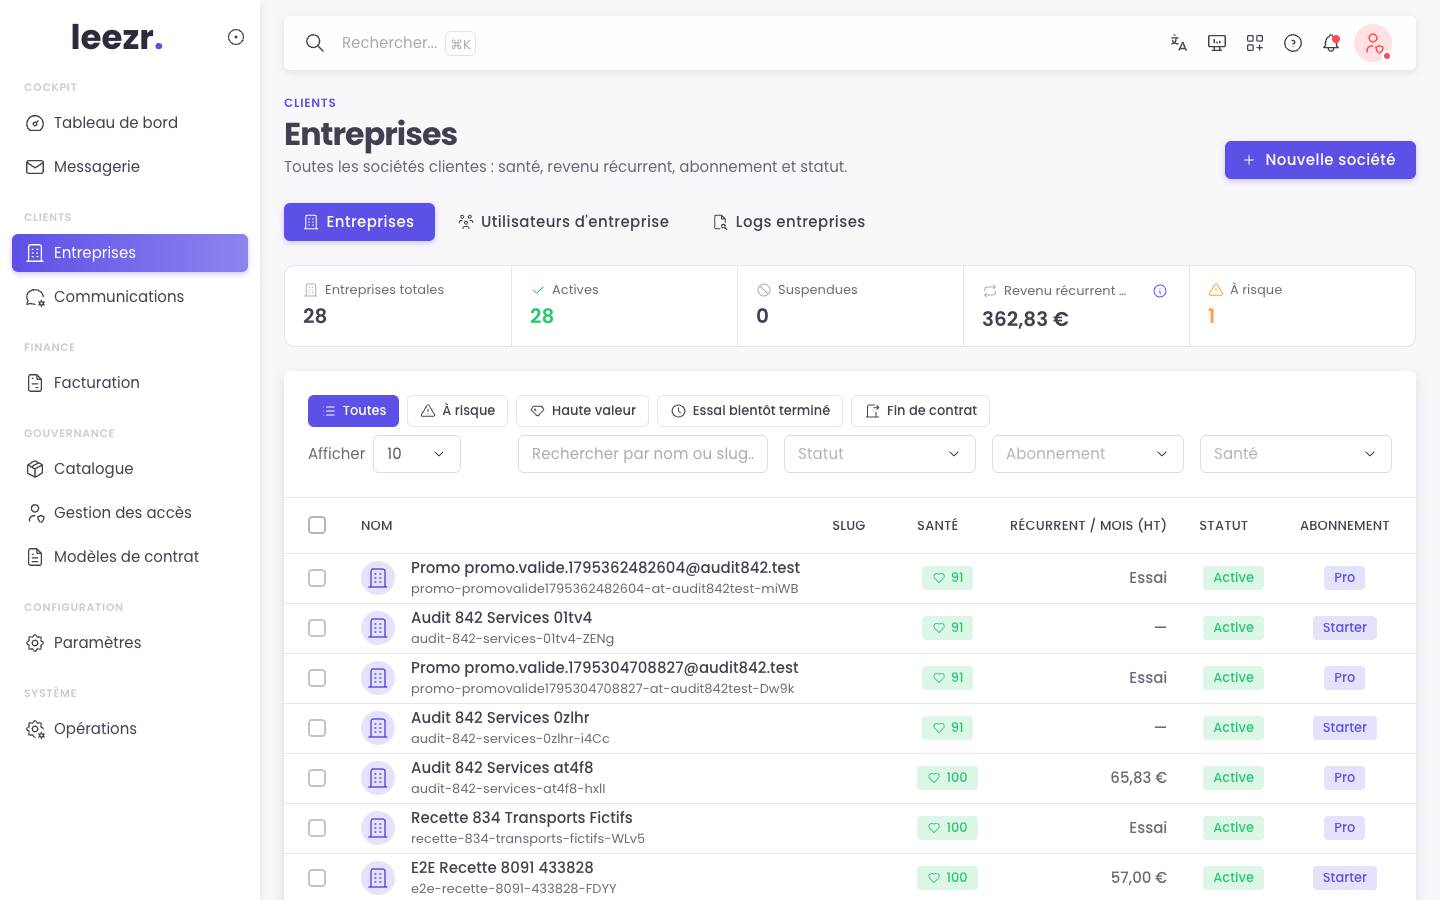 leezr.
COCKPIT
Tableau de bord
Messagerie
CLIENTS
Entreprises
Communications
FINANCE
Facturation
GOUVERNANCE
Catalogue
Gestion des accès
Modèles de contrat
CONFIGURATION
Paramètres
SYSTÈME
Opérations
Rechercher... ⌘K
CLIENTS
Entreprises
Toutes les sociétés clientes : santé, revenu récurrent, abonnement et statut.
Nouvelle société
Entreprises
Utilisateurs d'entreprise
Logs entreprises
Entreprises totales
28
Actives
28
Suspendues
0
Revenu récurrent ...
362,83 €
À risque
1
Toutes
À risque
Haute valeur
Essai bientôt terminé
Fin de contrat
Afficher 10
Rechercher par nom ou slug..
Statut
Abonnement
Santé
NOM SLUG SANTÉ RÉCURRENT / MOIS (HT) STATUT ABONNEMENT
Promo promo.valide.1795362482604@audit842.test
promo-promovalide1795362482604-at-audit842test-miWB
91 Essai Active Pro
Audit 842 Services 01tv4
audit-842-services-01tv4-ZENg
91 — Active Starter
Promo promo.valide.1795304708827@audit842.test
promo-promovalide1795304708827-at-audit842test-Dw9k
91 Essai Active Pro
Audit 842 Services 0zlhr
audit-842-services-0zlhr-i4Cc
91 — Active Starter
Audit 842 Services at4f8
audit-842-services-at4f8-hxlI
100 65,83 € Active Pro
Recette 834 Transports Fictifs
recette-834-transports-fictifs-WLv5
100 Essai Active Pro
E2E Recette 8091 433828
e2e-recette-8091-433828-FDYY
100 57,00 € Active Starter